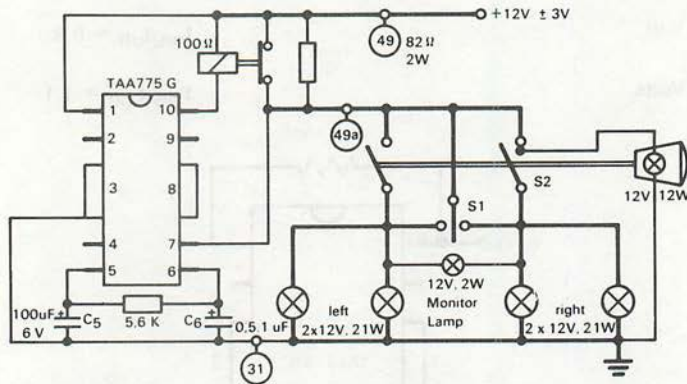 +12V ± 3V
49
100Ω
82Ω
2W
TAA775 G
1
10
2
9
49a
3
8
S2
12V 12W
4
S1
7
5
6
12V, 2W
Monitor
Lamp
100uF +
6V
C5
5.6 K
+
C6
0,5.1 uF
left
2x12V. 21W
right
2 x 12V, 21W
31